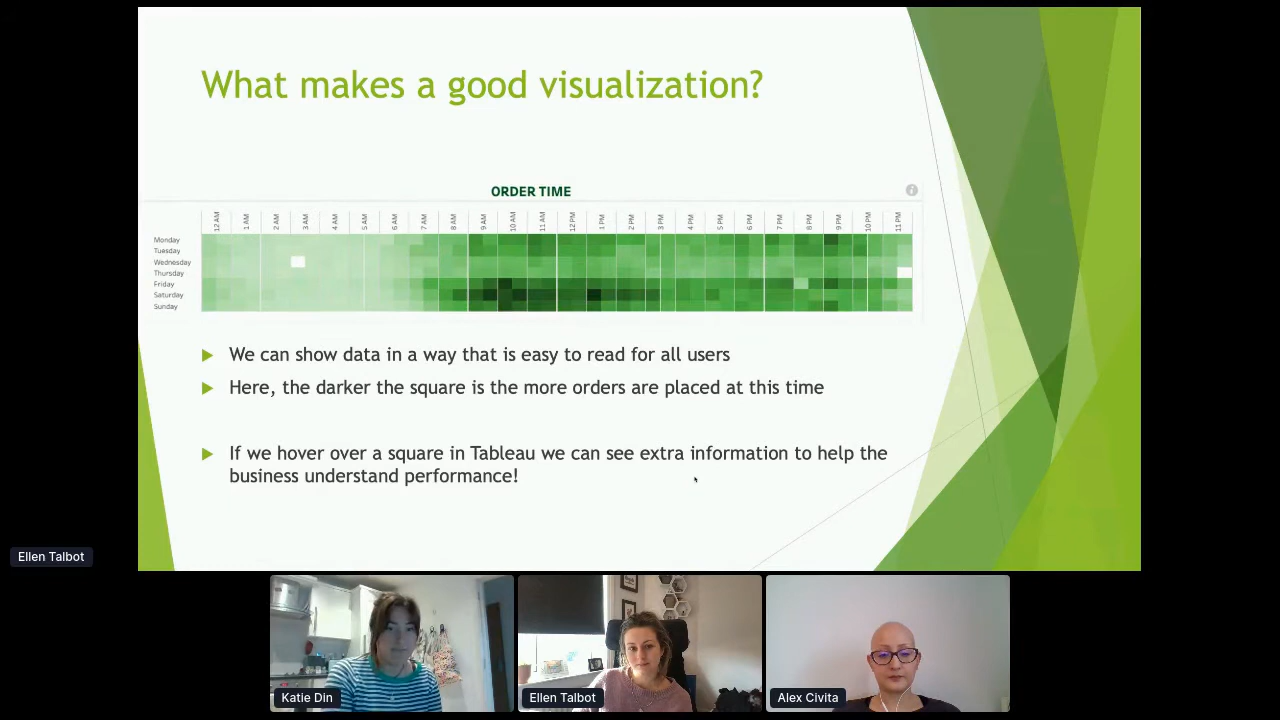 What makes a good visualization?
ORDER TIME
12 AM 1 AM 2 AM 3 AM 4 AM 5 AM 6 AM 7 AM 8 AM 9 AM 10 AM 11 AM 12 PM 1 PM 2 PM 3 PM 4 PM 5 PM 6 PM 7 PM 8 PM 9 PM 10 PM 11 PM
Monday
Tuesday
Wednesday
Thursday
Friday
Saturday
Sunday
We can show data in a way that is easy to read for all users
Here, the darker the square is the more orders are placed at this time
If we hover over a square in Tableau we can see extra information to help the
business understand performance!
Ellen Talbot
Katie Din
Ellen Talbot
Alex Civita